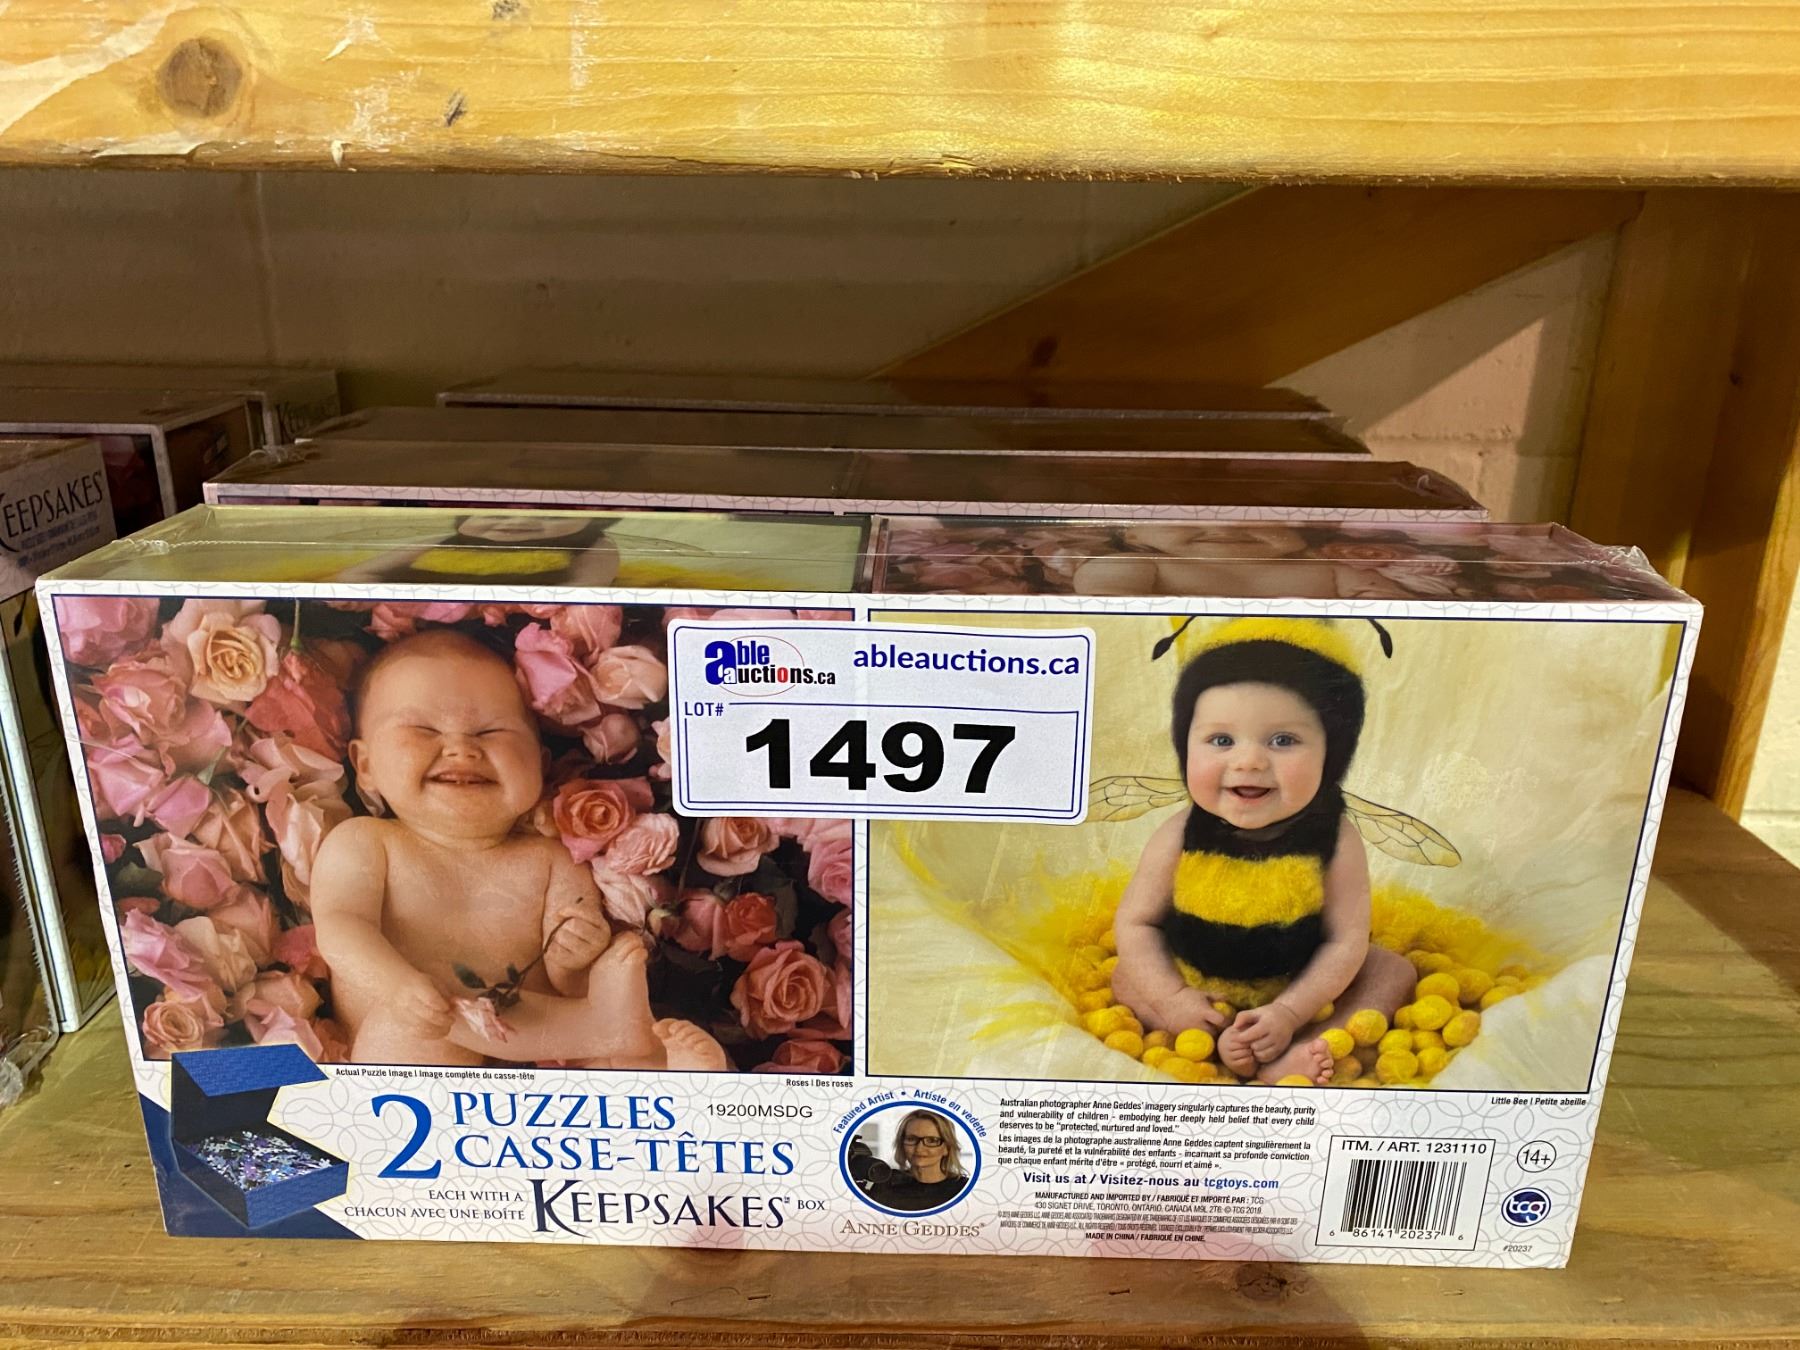 KEEPSAKES
KEEPSAKES
able
auctions.ca
ableauctions.ca
LOT#
1497
Actual Puzzle Image | Image complète du casse-tête
Roses | Des roses
Little Bee | Petite abeille
2 PUZZLES
CASSE-TÊTES
19200MSDG
EACH WITH A
CHACUN AVEC UNE BOÎTE
KEEPSAKES BOX
Featured Artist • Artiste en vedette
ANNE GEDDES
Australian photographer Anne Geddes' imagery singularly captures the beauty, purity
and vulnerability of children - embodying her deeply held belief that every child
deserves to be "protected, nurtured and loved."
Les images de la photographe australienne Anne Geddes captent singulièrement la
beauté, la pureté et la vulnérabilité des enfants - incarnant sa profonde conviction
que chaque enfant mérite d'être « protégé, nourri et aimé ».
Visit us at / Visitez-nous au tcgtoys.com
MANUFACTURED AND IMPORTED BY / FABRIQUÉ ET IMPORTÉ PAR : TCG
430 SIGNET DRIVE, TORONTO, ONTARIO, CANADA M9L 2T6 © TCG 2019
MADE IN CHINA / FABRIQUÉ EN CHINE
ITM. / ART. 1231110
6 86141 20237 6
14+
tcg
#20237